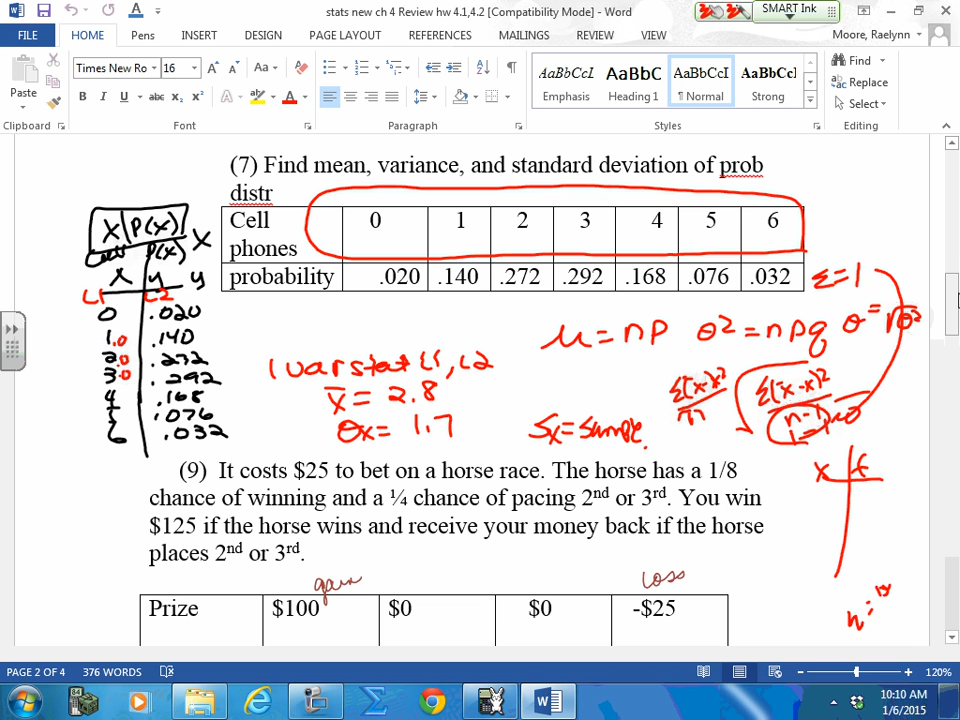 stats new ch 4 Review hw 4.1,4.2 [Compatibility Mode] - Word
SMART Ink
FILE HOME Pens INSERT DESIGN PAGE LAYOUT REFERENCES MAILINGS REVIEW VIEW Moore, Raelynn
Paste
Times New Ro 16 Aa
B I U abc x₂ x² A A
AaBbCcI AaBbC AaBbCcI AaBbCcI
Emphasis Heading 1 ¶ Normal Strong
Find
Replace
Select
Clipboard Font Paragraph Styles Editing
(7) Find mean, variance, and standard deviation of prob
distr
Cell phones 0 1 2 3 4 5 6
probability .020 .140 .272 .292 .168 .076 .032
X P(x) X
P(x)
x y y
L1 L2
0 .020
1.0 .140
2.0 .272
3.0 .292
4 .168
.076
6 .032
Σ=1
μ = np σ² = npq σ = √σ²
1 var stat L1, L2
x̄ = 2.8
σx = 1.7
Sx = sample
n-1
x f
(9) It costs $25 to bet on a horse race. The horse has a 1/8
chance of winning and a ¼ chance of pacing 2nd or 3rd. You win
$125 if the horse wins and receive your money back if the horse
places 2nd or 3rd.
gain loss
Prize $100 $0 $0 -$25
n =
PAGE 2 OF 4 376 WORDS 120%
10:10 AM
1/6/2015